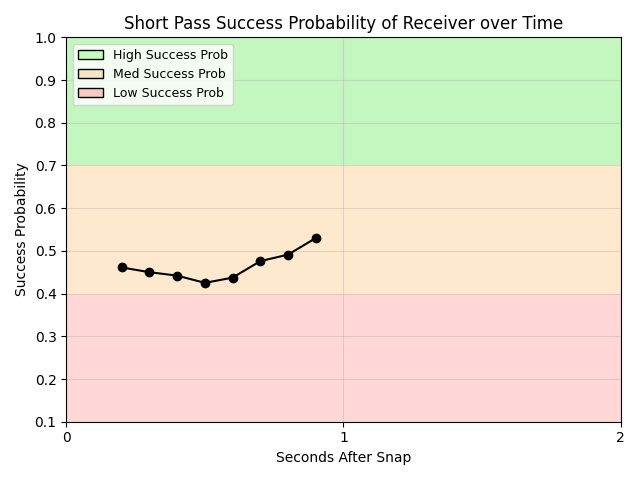 Short Pass Success Probability of Receiver over Time
High Success Prob
Med Success Prob
Low Success Prob
Success Probability
1.0
0.9
0.8
0.7
0.6
0.5
0.4
0.3
0.2
0.1
0
1
2
Seconds After Snap